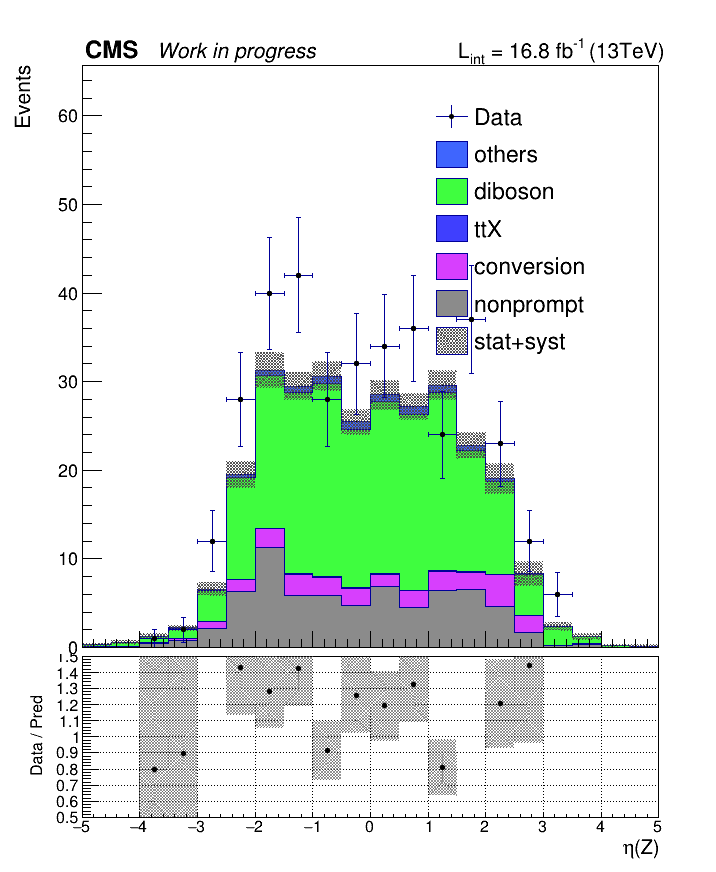 CMS Work in progress L_int = 16.8 fb^-1 (13TeV)
Events
60
50
40
30
20
10
0
Data
others
diboson
ttX
conversion
nonprompt
stat+syst
Data / Pred
1.5
1.4
1.3
1.2
1.1
1
0.9
0.8
0.7
0.6
0.5
−5 −4 −3 −2 −1 0 1 2 3 4 5
η(Z)